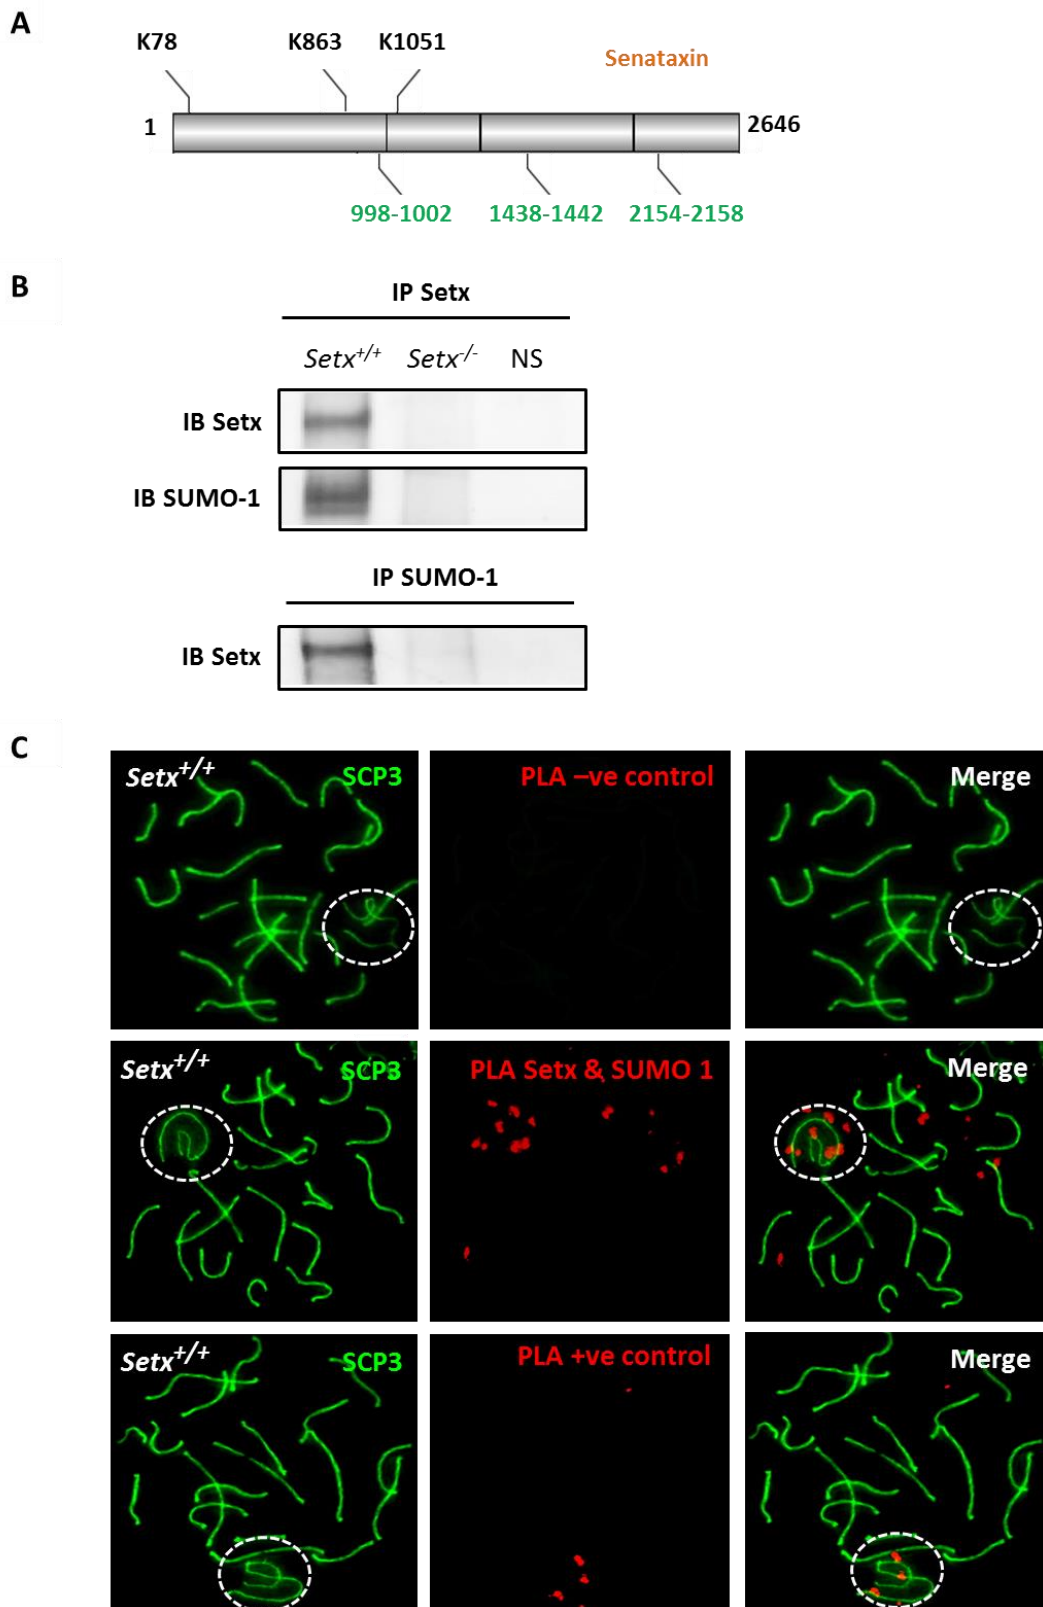 A
K78 K863 K1051 Senataxin
1 2646
998-1002 1438-1442 2154-2158
B
IP Setx
Setx+/+ Setx-/- NS
IB Setx
IB SUMO-1
IP SUMO-1
IB Setx
C
Setx+/+ SCP3 PLA –ve control Merge
Setx+/+ SCP3 PLA Setx & SUMO 1 Merge
Setx+/+ SCP3 PLA +ve control Merge